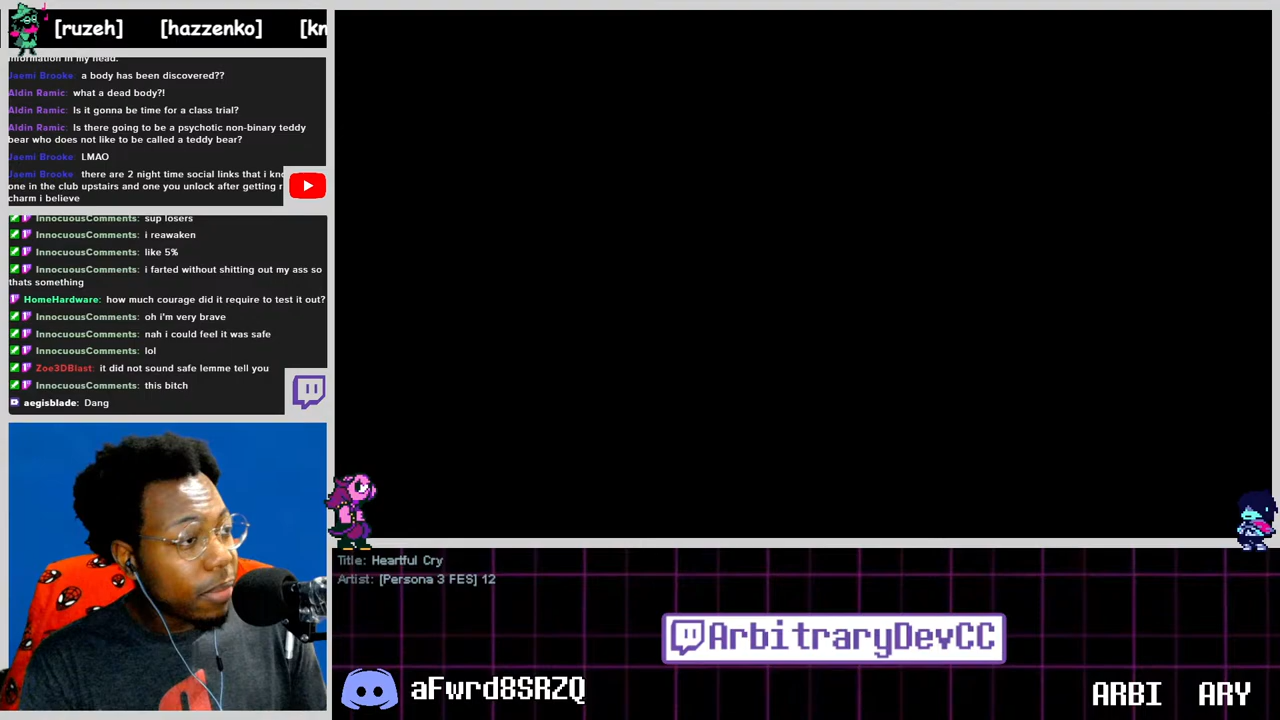 [ruzeh] [hazzenko] [kn
information in my head.
Jaemi Brooke: a body has been discovered??
Aldin Ramic: what a dead body?!
Aldin Ramic: Is it gonna be time for a class trial?
Aldin Ramic: Is there going to be a psychotic non-binary teddy
bear who does not like to be called a teddy bear?
Jaemi Brooke: LMAO
Jaemi Brooke: there are 2 night time social links that i kno
one in the club upstairs and one you unlock after getting
charm i believe
InnocuousComments: sup losers
InnocuousComments: i reawaken
InnocuousComments: like 5%
InnocuousComments: i farted without shitting out my ass so
thats something
HomeHardware: how much courage did it require to test it out?
InnocuousComments: oh i'm very brave
InnocuousComments: nah i could feel it was safe
InnocuousComments: lol
Zoe3DBlast: it did not sound safe lemme tell you
InnocuousComments: this bitch
aegisblade: Dang
Title: Heartful Cry
Artist: [Persona 3 FES] 12
ArbitraryDevCC
aFwrd8SRZQ
ARBI ARY